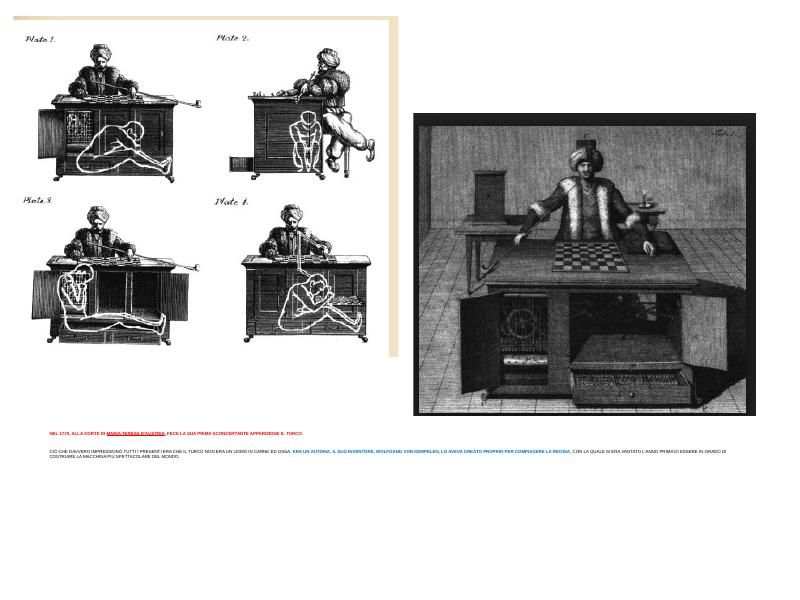 Plate 1.
Plate 2.
Plate 3.
Plate 4.
NEL 1770, ALLA CORTE DI MARIA TERESA D'AUSTRIA, FECE LA SUA PRIMA SCONCERTANTE APPARIZIONE IL TURCO.
CIÒ CHE DAVVERO IMPRESSIONÒ TUTTI I PRESENTI ERA CHE IL TURCO NON ERA UN UOMO IN CARNE ED OSSA: ERA UN AUTOMA. IL SUO INVENTORE, WOLFGANG VON KEMPELEN, LO AVEVA CREATO PROPRIO PER COMPIACERE LA REGINA, CON LA QUALE SI ERA VANTATO L'ANNO PRIMA DI ESSERE IN GRADO DI
COSTRUIRE LA MACCHINA PIÙ SPETTACOLARE DEL MONDO.